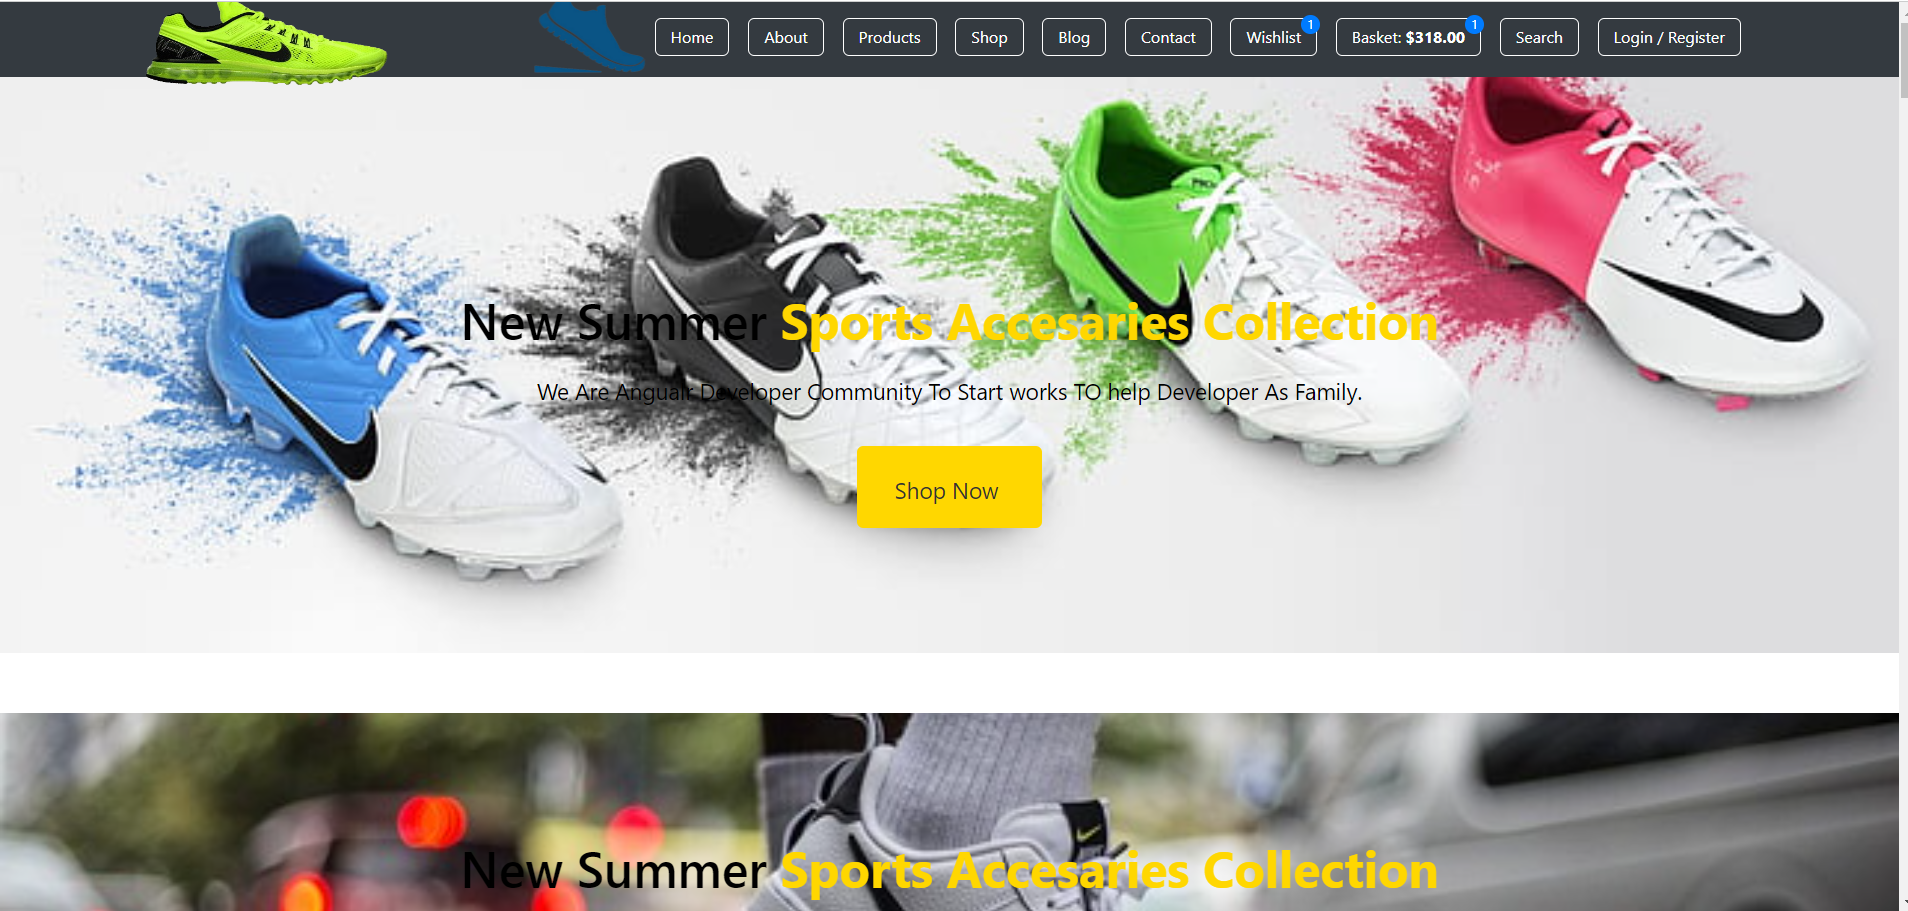 Home About Products Shop Blog Contact Wishlist 1 Basket: $318.00 1 Search Login / Register
New Summer Sports Accesaries Collection
We Are Anguair Developer Community To Start works TO help Developer As Family.
Shop Now
New Summer Sports Accesaries Collection